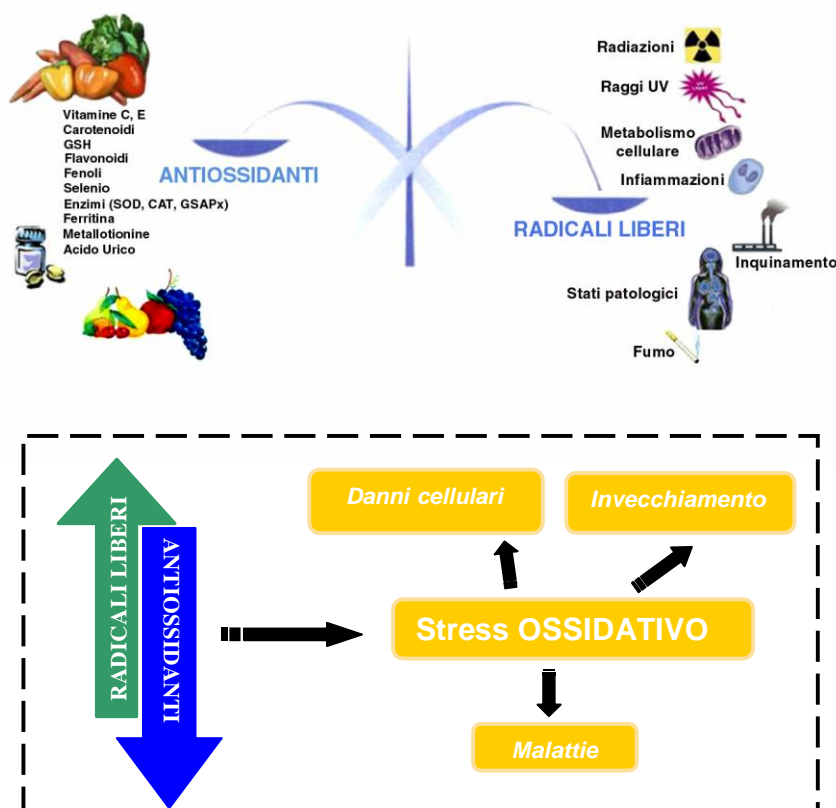 Vitamine C, E
Carotenoidi
GSH
Flavonoidi
Fenoli
Selenio
Enzimi (SOD, CAT, GSAPx)
Ferritina
Metallotionine
Acido Urico
ANTIOSSIDANTI
Radiazioni
Raggi UV
Metabolismo
cellulare
Infiammazioni
RADICALI LIBERI
Inquinamento
Stati patologici
Fumo
RADICALI LIBERI
ANTIOSSIDANTI
Danni cellulari
Invecchiamento
Stress OSSIDATIVO
Malattie